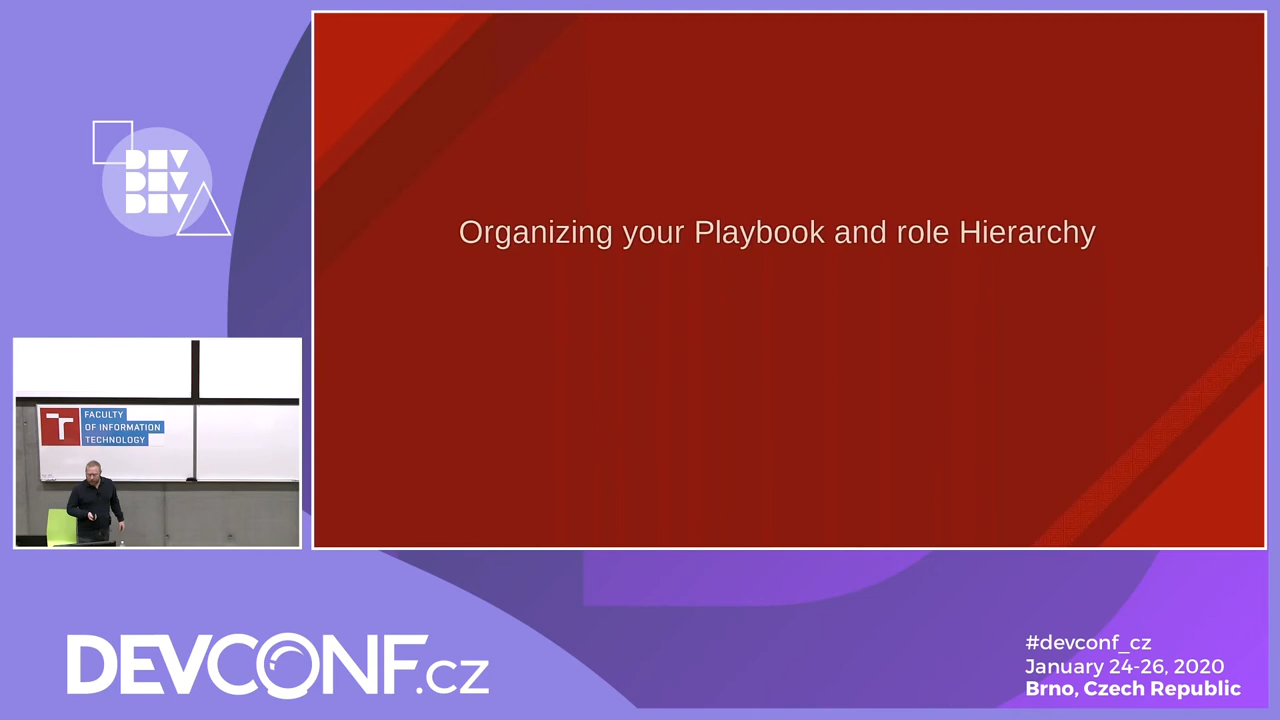 Organizing your Playbook and role Hierarchy
DEV
DEV
DEV
FACULTY
OF INFORMATION
TECHNOLOGY
DEVCONF.cz
#devconf_cz
January 24-26, 2020
Brno, Czech Republic